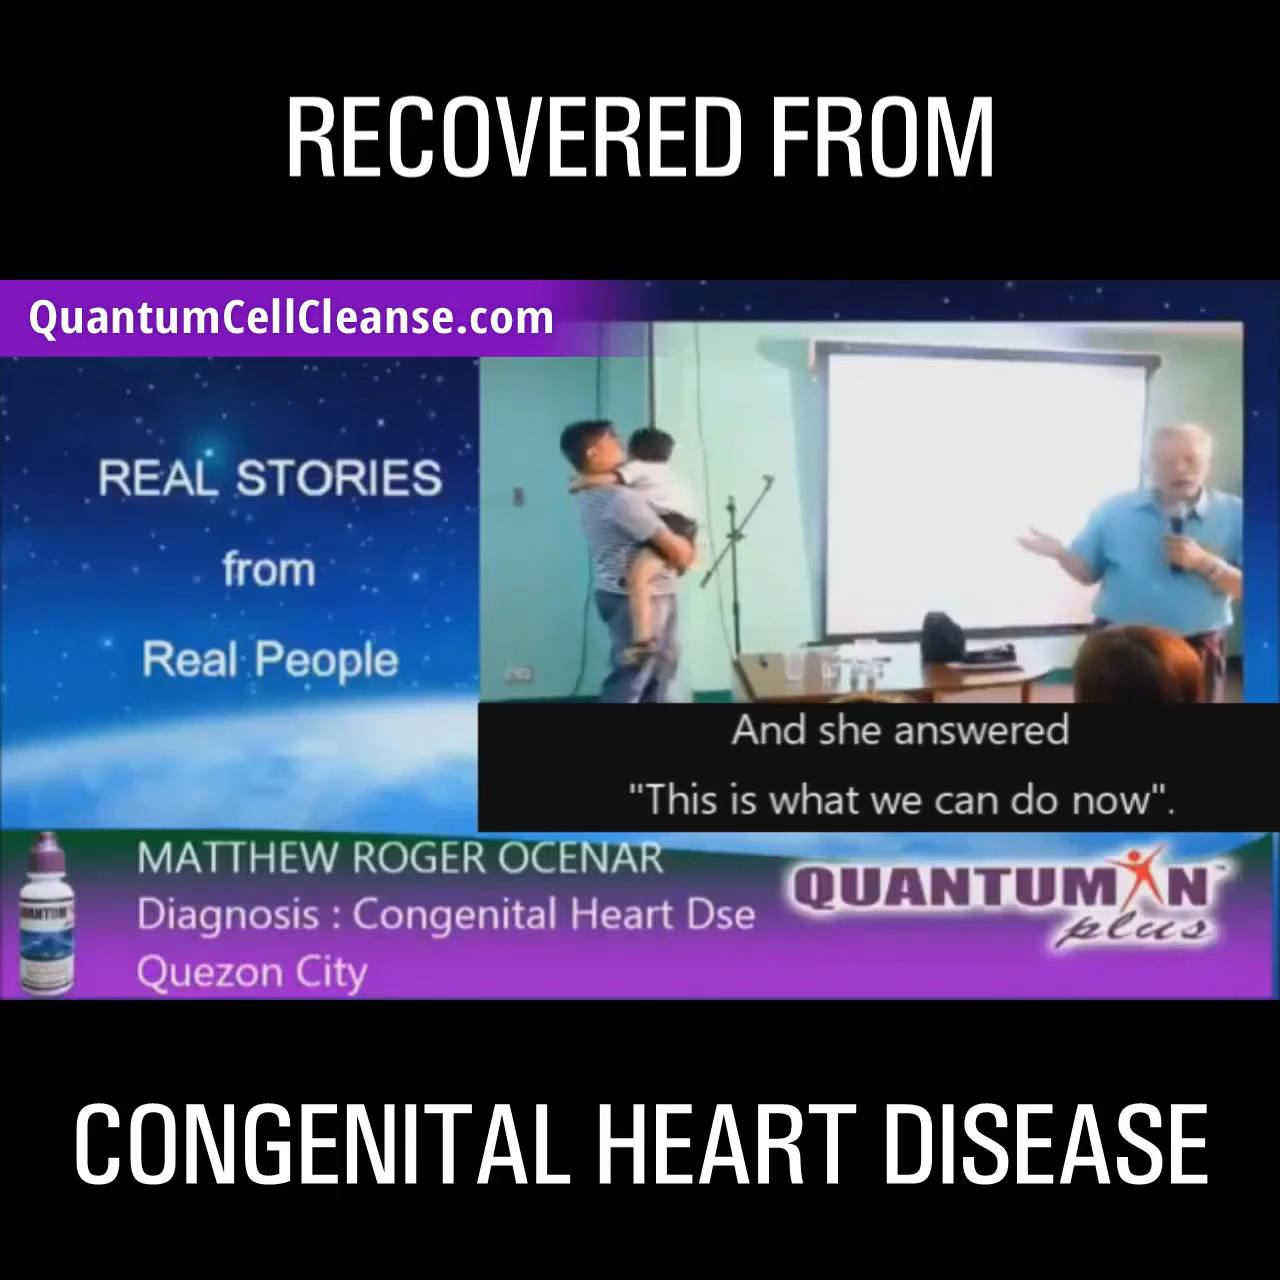 RECOVERED FROM
QuantumCellCleanse.com
REAL STORIES
from
Real People
And she answered
"This is what we can do now".
MATTHEW ROGER OCENAR
Diagnosis : Congenital Heart Dse
Quezon City
QUANTUMIN™
plus
CONGENITAL HEART DISEASE